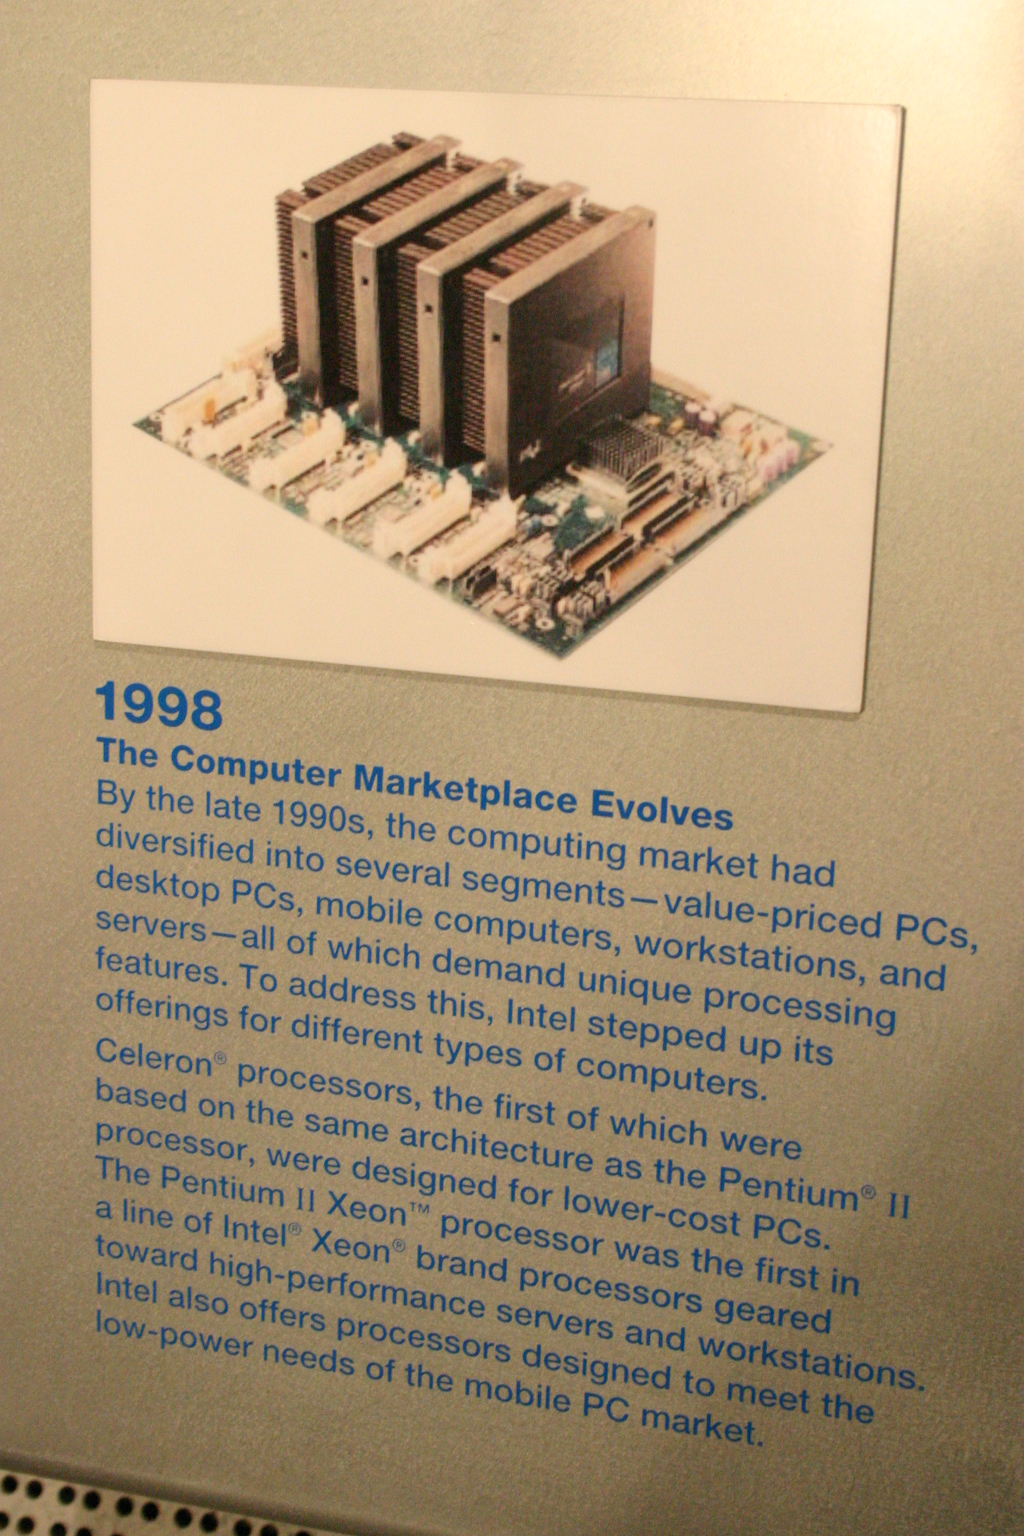 1998
The Computer Marketplace Evolves
By the late 1990s, the computing market had
diversified into several segments—value-priced PCs,
desktop PCs, mobile computers, workstations, and
servers—all of which demand unique processing
features. To address this, Intel stepped up its
offerings for different types of computers.
Celeron® processors, the first of which were
based on the same architecture as the Pentium® II
processor, were designed for lower-cost PCs.
The Pentium II Xeon™ processor was the first in
a line of Intel® Xeon® brand processors geared
toward high-performance servers and workstations.
Intel also offers processors designed to meet the
low-power needs of the mobile PC market.